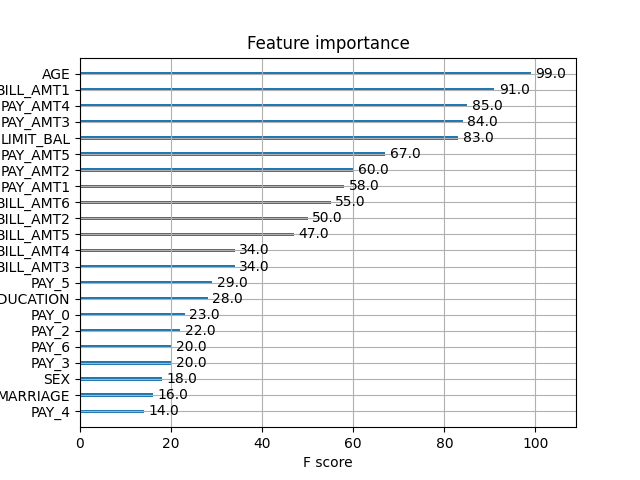 Feature importance
AGE 99.0
BILL_AMT1 91.0
PAY_AMT4 85.0
PAY_AMT3 84.0
LIMIT_BAL 83.0
PAY_AMT5 67.0
PAY_AMT2 60.0
PAY_AMT1 58.0
BILL_AMT6 55.0
BILL_AMT2 50.0
BILL_AMT5 47.0
BILL_AMT4 34.0
BILL_AMT3 34.0
PAY_5 29.0
DUCATION 28.0
PAY_0 23.0
PAY_2 22.0
PAY_6 20.0
PAY_3 20.0
SEX 18.0
MARRIAGE 16.0
PAY_4 14.0
0 20 40 60 80 100
F score